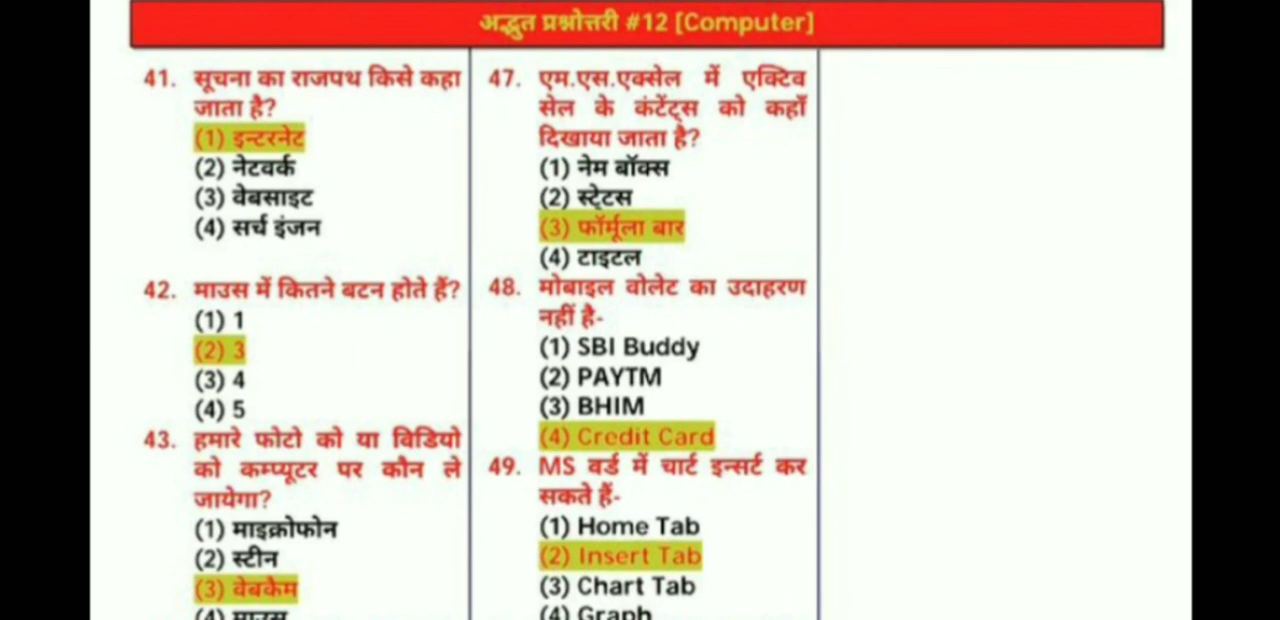 अद्भुत प्रश्नोत्तरी #12 [Computer]
41. सूचना का राजपथ किसे कहा
जाता है?
(1) इन्टरनेट
(2) नेटवर्क
(3) वेबसाइट
(4) सर्च इंजन
42. माउस में कितने बटन होते हैं?
(1) 1
(2) 3
(3) 4
(4) 5
43. हमारे फोटो को या विडियो
को कम्प्यूटर पर कौन ले
जायेगा?
(1) माइक्रोफोन
(2) स्टीन
(3) वेबकैम
(4) माउस
47. एम.एस.एक्सेल में एक्टिव
सेल के कंटेंट्स को कहाँ
दिखाया जाता है?
(1) नेम बॉक्स
(2) स्टे्टस
(3) फॉर्मूला बार
(4) टाइटल
48. मोबाइल वोलेट का उदाहरण
नहीं है-
(1) SBI Buddy
(2) PAYTM
(3) BHIM
(4) Credit Card
49. MS वर्ड में चार्ट इन्सर्ट कर
सकते हैं-
(1) Home Tab
(2) Insert Tab
(3) Chart Tab
(4) Graph